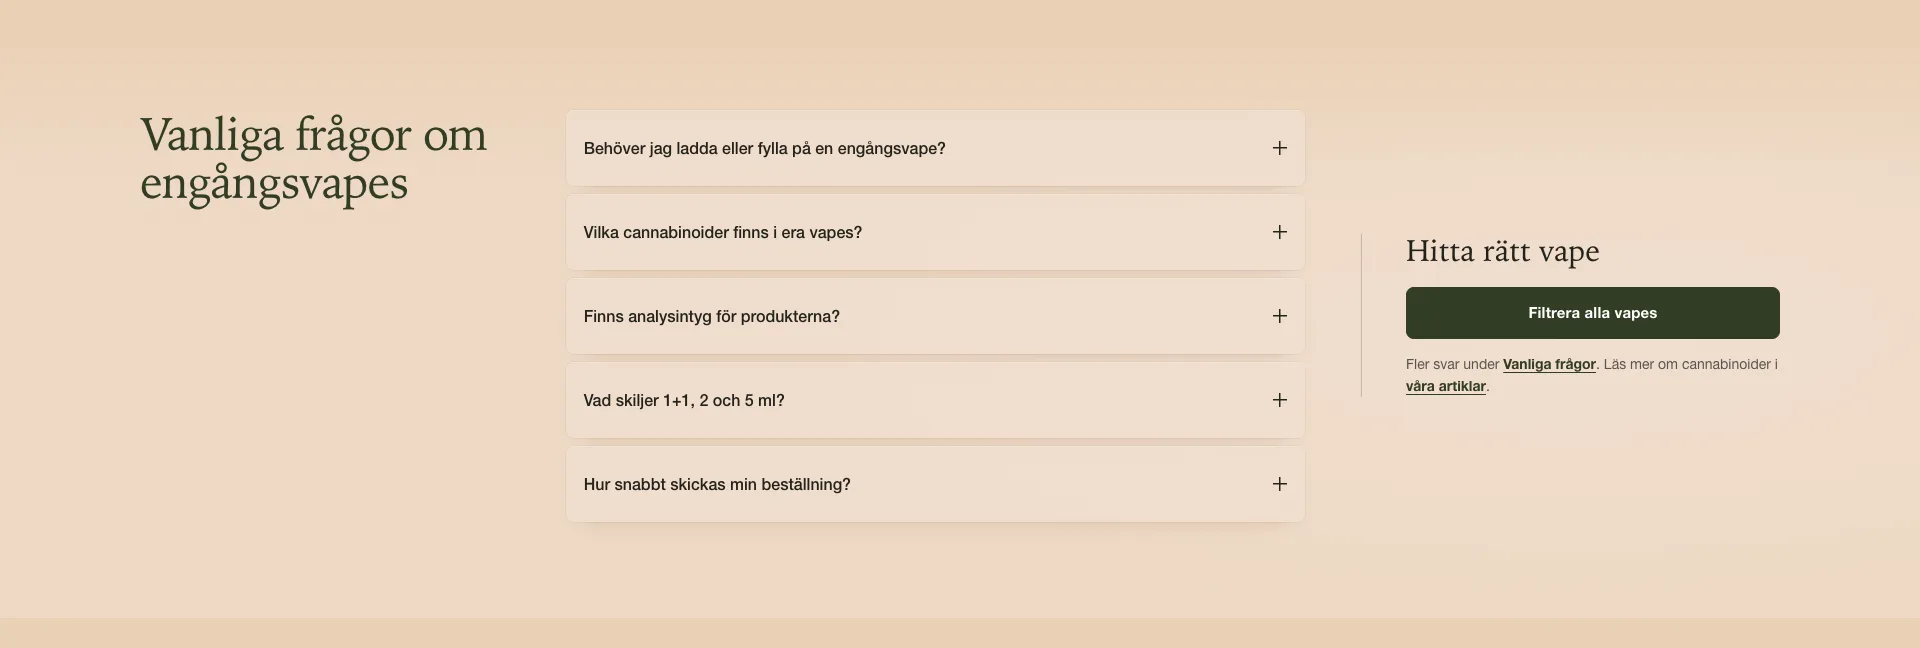 Vanliga frågor om
engångsvapes
Behöver jag ladda eller fylla på en engångsvape?
Vilka cannabinoider finns i era vapes?
Finns analysintyg för produkterna?
Vad skiljer 1+1, 2 och 5 ml?
Hur snabbt skickas min beställning?
Hitta rätt vape
Filtrera alla vapes
Fler svar under Vanliga frågor. Läs mer om cannabinoider i
våra artiklar.